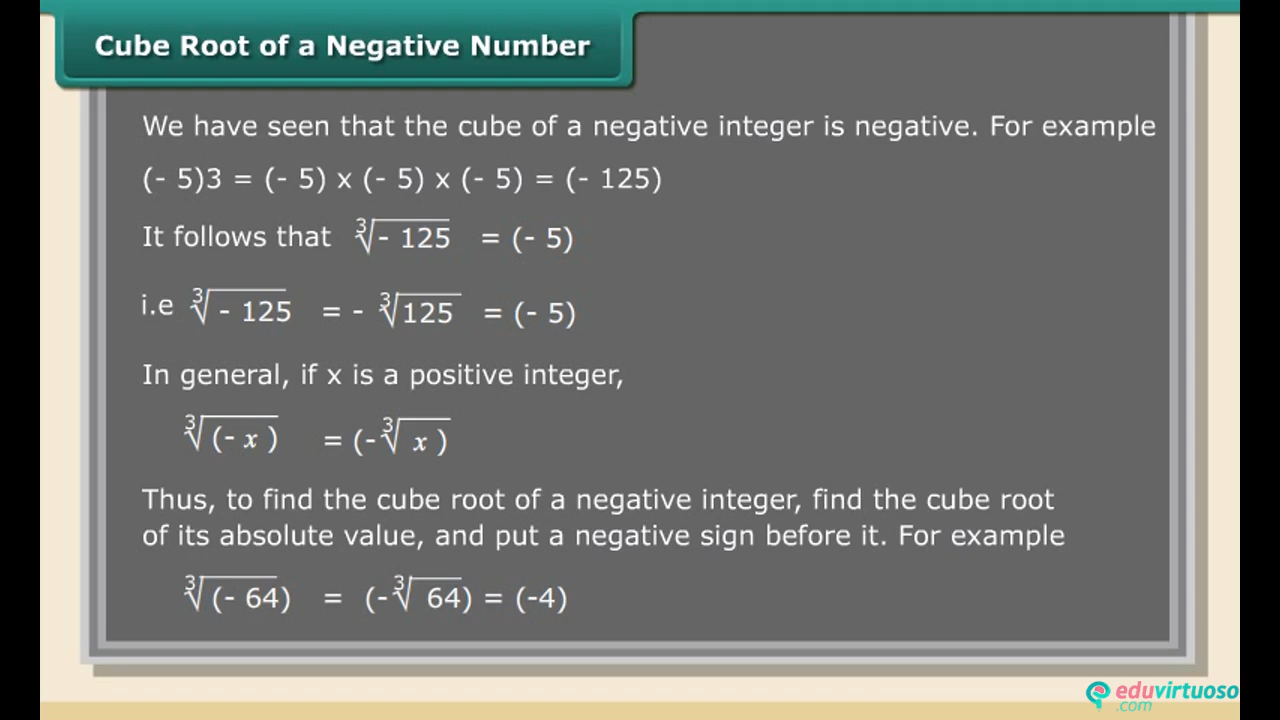 Cube Root of a Negative Number
We have seen that the cube of a negative integer is negative. For example
(- 5)3 = (- 5) x (- 5) x (- 5) = (- 125)
It follows that ∛- 125 = (- 5)
i.e ∛- 125 = - ∛125 = (- 5)
In general, if x is a positive integer,
∛(- x ) = (-∛ x )
Thus, to find the cube root of a negative integer, find the cube root
of its absolute value, and put a negative sign before it. For example
∛(- 64) = (-∛ 64) = (-4)
eduvirtuoso
.com